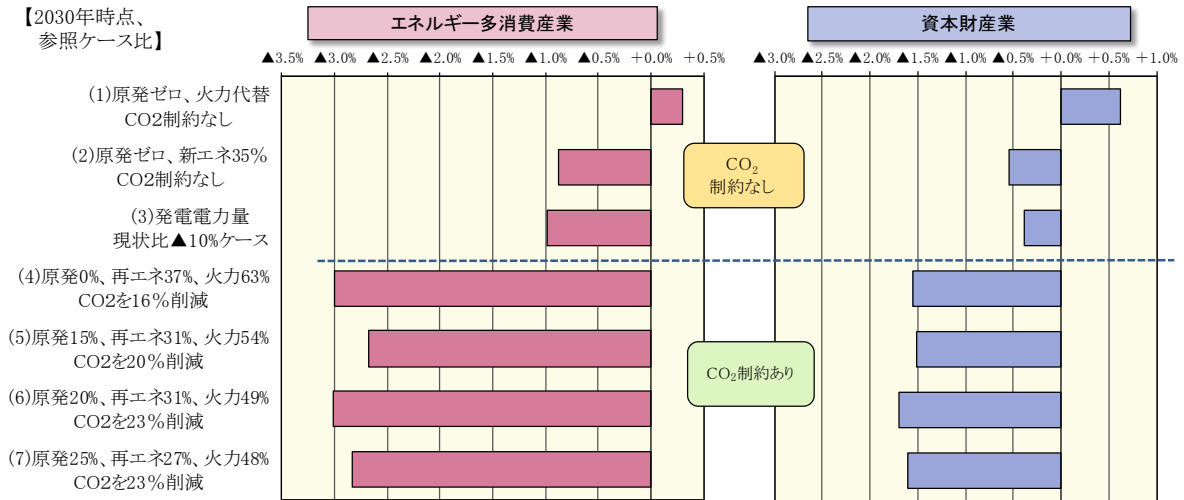 【2030年時点、
参照ケース比】
エネルギー多消費産業
資本財産業
▲3.5% ▲3.0% ▲2.5% ▲2.0% ▲1.5% ▲1.0% ▲0.5% +0.0% +0.5%
▲3.0% ▲2.5% ▲2.0% ▲1.5% ▲1.0% ▲0.5% +0.0% +0.5% +1.0%
(1)原発ゼロ、火力代替
CO2制約なし
(2)原発ゼロ、新エネ35%
CO2制約なし
(3)発電電力量
現状比▲10%ケース
CO₂
制約なし
(4)原発0%、再エネ37%、火力63%
CO2を16%削減
(5)原発15%、再エネ31%、火力54%
CO2を20%削減
(6)原発20%、再エネ31%、火力49%
CO2を23%削減
(7)原発25%、再エネ27%、火力48%
CO2を23%削減
CO₂制約あり